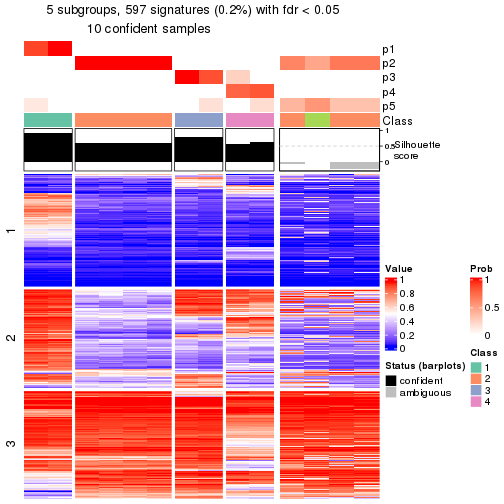 5 subgroups, 597 signatures (0.2%) with fdr < 0.05
10 confident samples
p1
p2
p3
p4
p5
Class
1
0.5
0
Silhouette
score
1
2
3
Value
1
0.8
0.6
0.4
0.2
0
Prob
1
0.5
0
Status (barplots)
confident
ambiguous
Class
1
2
3
4